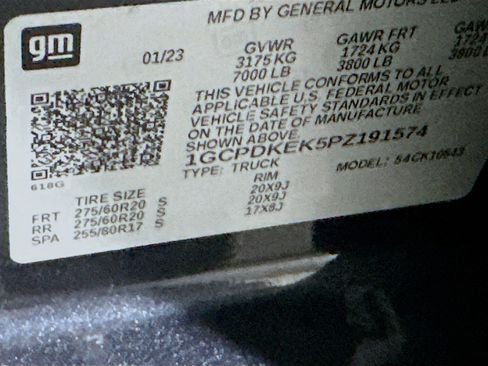 gm
MFD BY GENERAL MOTORS LLC
01/23
GVWR GAWR FRT GAWR
3175 KG 1724 KG
7000 LB 3800 LB
THIS VEHICLE CONFORMS TO ALL
APPLICABLE U.S. FEDERAL MOTOR
VEHICLE SAFETY STANDARDS IN EFFECT
ON THE DATE OF MANUFACTURE
SHOWN ABOVE.
1GCPDKEK5PZ191574
TYPE: TRUCK MODEL: 54CK10543
618G
TIRE SIZE RIM
FRT 275/60R20 S 20X9J
RR 275/60R20 S 20X9J
SPA 255/80R17 S 17X8J